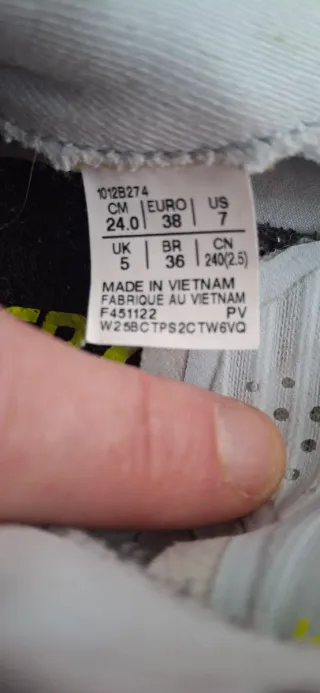 1012B274
CM EURO US
24.0 38 7
UK BR CN
5 36 240(2.5)
MADE IN VIETNAM
FABRIQUE AU VIETNAM
F451122 PV
W25BCTPS2CTW6VQ